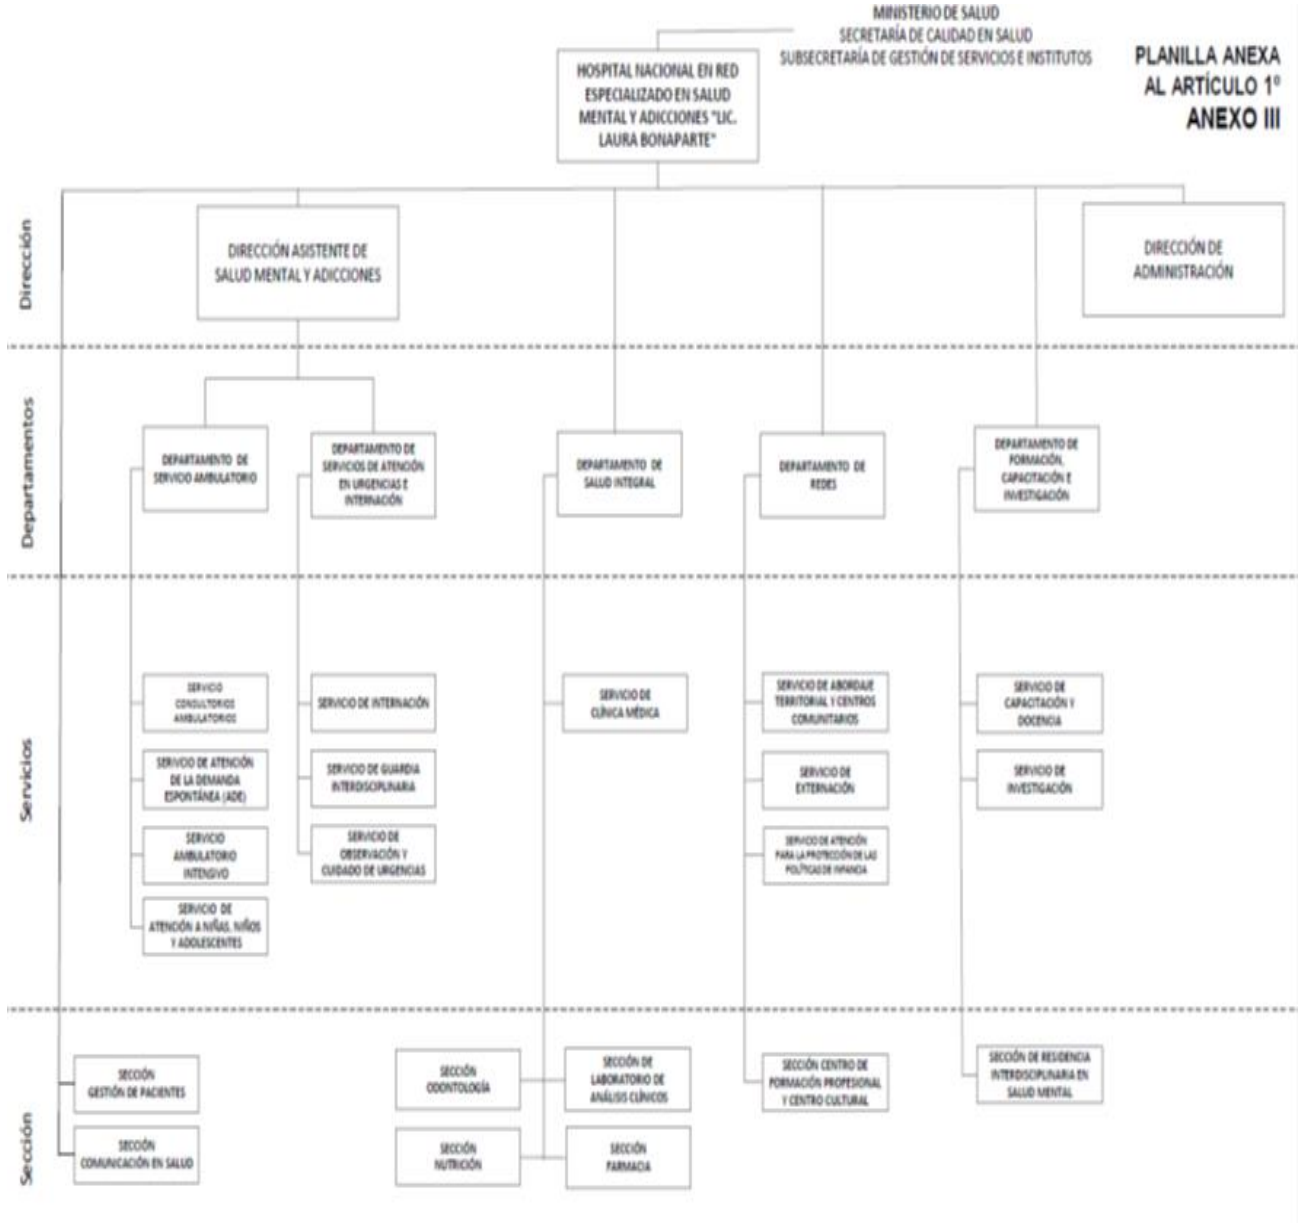 MINISTERIO DE SALUD
SECRETARÍA DE CALIDAD EN SALUD
SUBSECRETARÍA DE GESTIÓN DE SERVICIOS E INSTITUTOS
PLANILLA ANEXA
AL ARTÍCULO 1º
ANEXO III
HOSPITAL NACIONAL EN RED
ESPECIALIZADO EN SALUD
MENTAL Y ADICCIONES "LIC.
LAURA BONAPARTE"
Dirección
DIRECCIÓN ASISTENTE DE
SALUD MENTAL Y ADICCIONES
DIRECCIÓN DE
ADMINISTRACIÓN
Departamentos
DEPARTAMENTO DE
SERVICIO AMBULATORIO
DEPARTAMENTO DE
SERVICIOS DE ATENCIÓN
EN URGENCIAS E
INTERNACIÓN
DEPARTAMENTO DE
SALUD INTEGRAL
DEPARTAMENTO DE
REDES
DEPARTAMENTO DE
FORMACIÓN,
CAPACITACIÓN E
INVESTIGACIÓN
Servicios
SERVICIO
CONSULTORIOS
AMBULATORIOS
SERIVCIO DE ATENCIÓN
DE LA DEMANDA
ESPONTÁNEA (ADE)
SERVICIO
AMBULATORIO
INTENSIVO
SERVICIO DE
ATENCIÓN A NIÑAS, NIÑOS
Y ADOLESCENTES
SERVICIO DE INTERNACIÓN
SERVICIO DE GUARDIA
INTERDISCIPLINARIA
SERVICIO DE
OBSERVACIÓN Y
CUIDADO DE URGENCIAS
SERVICIO DE
CLÍNICA MÉDICA
SERVICIO DE ABORDAJE
TERRITORIAL Y CENTROS
COMUNITARIOS
SERVICIO DE
EXTERNACIÓN
SERVICIO DE ATENCIÓN
PARA LA PROTECCIÓN DE LAS
POLÍTICAS DE INFANCIA
SERVICIO DE
CAPACITACIÓN Y
DOCENCIA
SERVICIO DE
INVESTIGACIÓN
Sección
SECCIÓN
GESTIÓN DE PACIENTES
SECCIÓN
COMUNICACIÓN EN SALUD
SECCIÓN
ODONTOLOGÍA
SECCIÓN
NUTRICIÓN
SECCIÓN DE
LABORATORIO DE
ANÁLISIS CLÍNICOS
SECCIÓN
FARMACIA
SECCIÓN CENTRO DE
FORMACIÓN PROFESIONAL
Y CENTRO CULTURAL
SECCIÓN DE RESIDENCIA
INTERDISCIPLINARIA EN
SALUD MENTAL